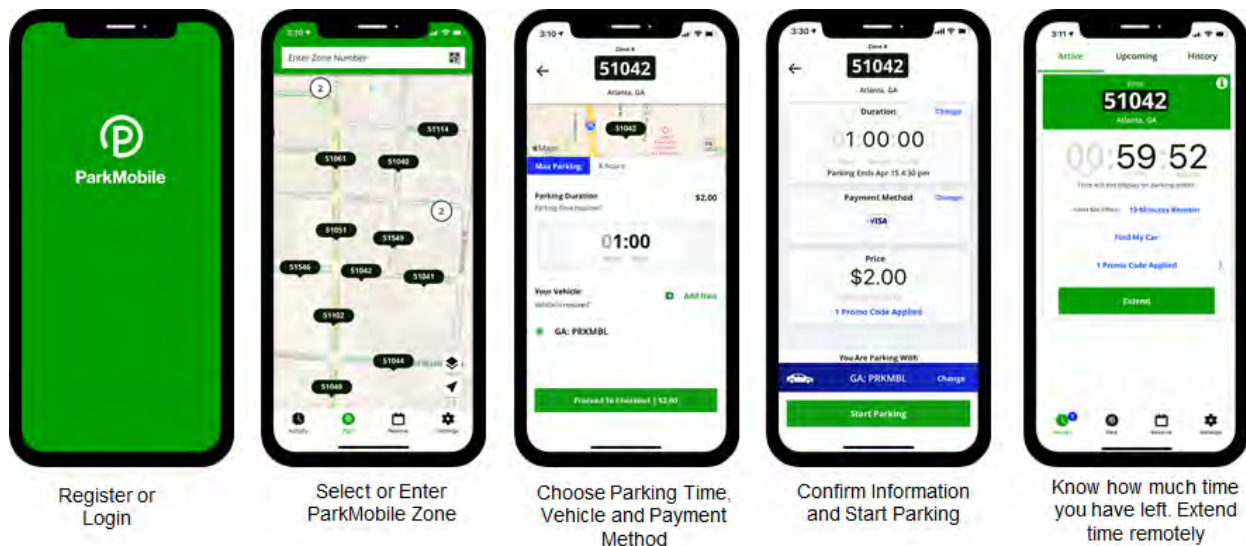 ParkMobile
Register or
Login
3:10
Enter Zone Number
2
51114
51061
51040
2
51051
51549
51546
51042
51041
51102
51044
51049
Activity
Park
Reserve
Settings
Select or Enter
ParkMobile Zone
3:10
Zone #
51042
Atlanta, GA
51042
Maps
Max Parking
Parking Duration
$2.00
01:00
Your Vehicle
Add New
GA: PRKMBL
Proceed to Checkout | $2.00
Choose Parking Time,
Vehicle and Payment
Method
3:30
Zone #
51042
Atlanta, GA
Duration
Change
01:00:00
Parking Ends Apr 15 4:30 pm
Payment Method
Change
VISA
Price
$2.00
1 Promo Code Applied
You Are Parking With
GA: PRKMBL
Change
Start Parking
Confirm Information
and Start Parking
3:11
Active
Upcoming
History
Zone
51042
Atlanta, GA
00:59:52
Find My Car
1 Promo Code Applied
Extend
Reserve
Settings
Know how much time
you have left. Extend
time remotely